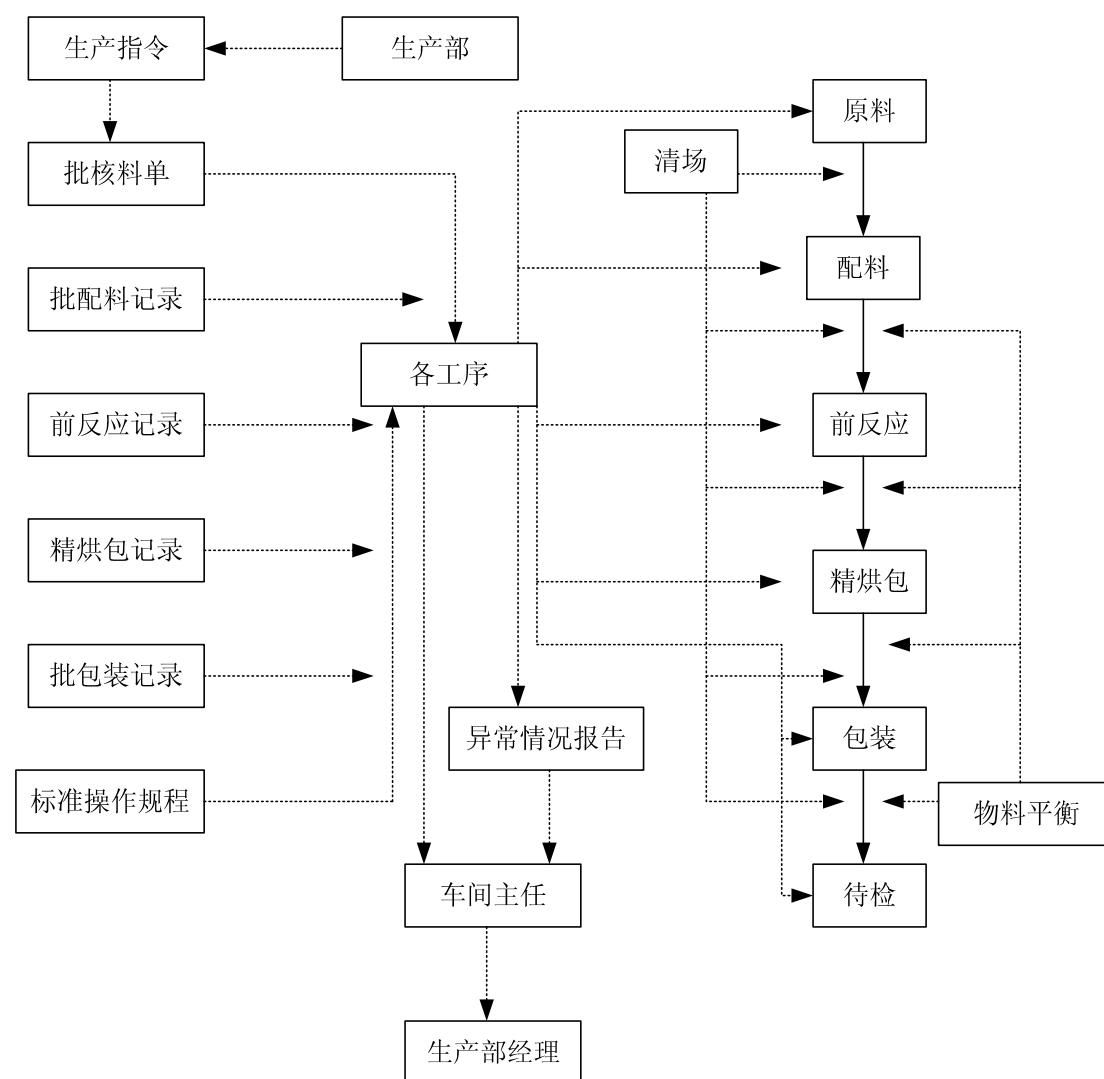 生产指令
生产部
原料
清场
批核料单
配料
批配料记录
各工序
前反应记录
前反应
精烘包记录
精烘包
批包装记录
异常情况报告
包装
标准操作规程
物料平衡
车间主任
待检
生产部经理